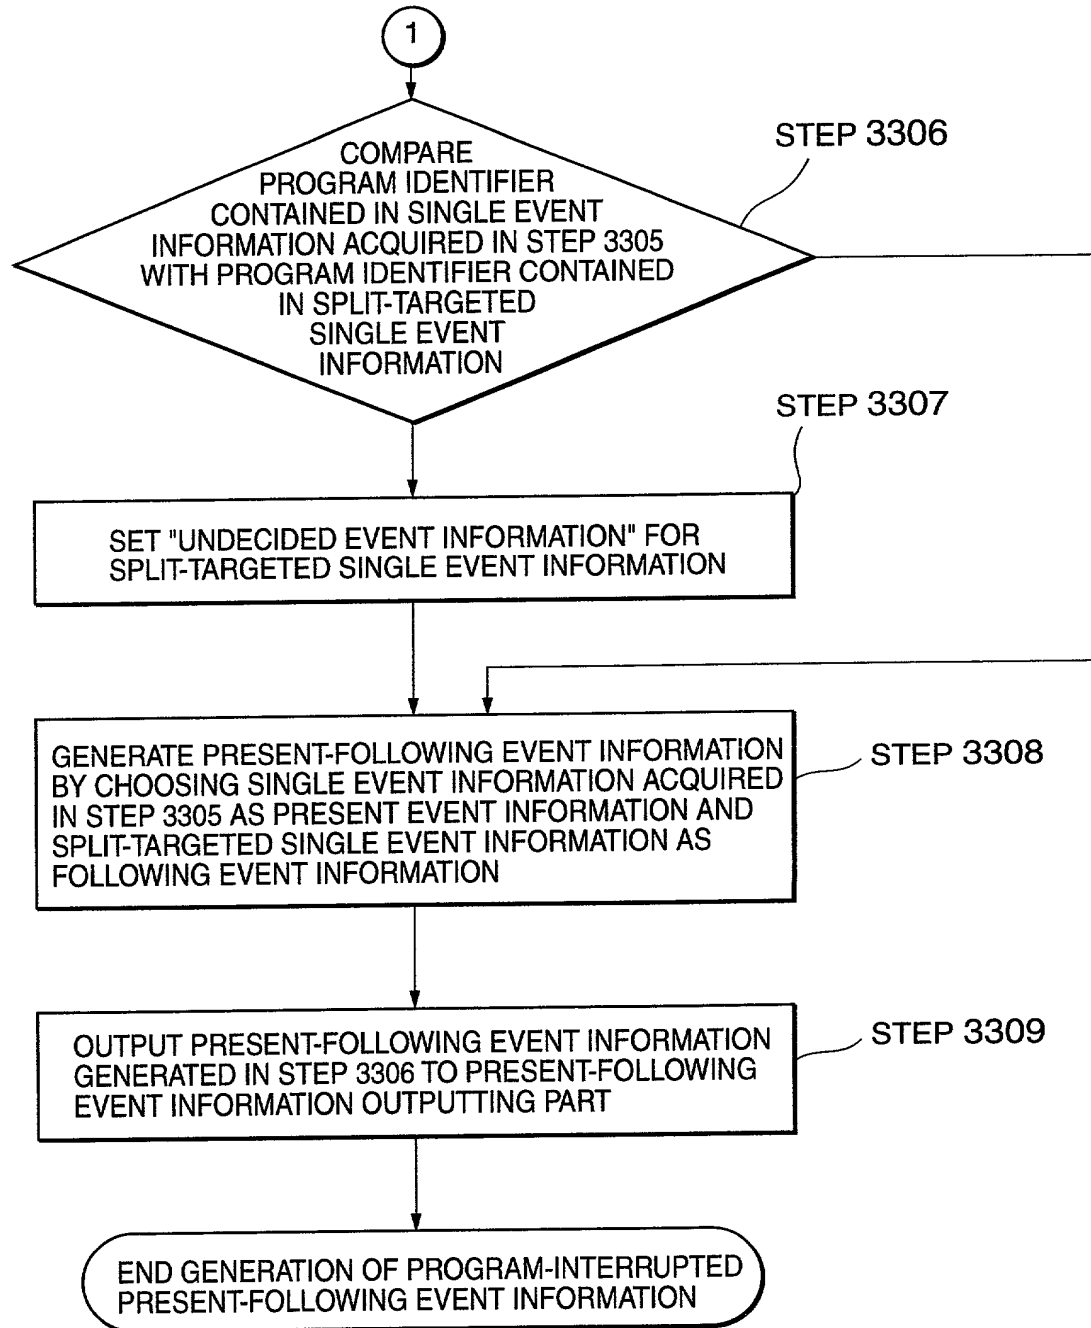 1
COMPARE
PROGRAM IDENTIFIER
CONTAINED IN SINGLE EVENT
INFORMATION ACQUIRED IN STEP 3305
WITH PROGRAM IDENTIFIER CONTAINED
IN SPLIT-TARGETED
SINGLE EVENT
INFORMATION
STEP 3306
STEP 3307
SET "UNDECIDED EVENT INFORMATION" FOR
SPLIT-TARGETED SINGLE EVENT INFORMATION
GENERATE PRESENT-FOLLOWING EVENT INFORMATION
BY CHOOSING SINGLE EVENT INFORMATION ACQUIRED
IN STEP 3305 AS PRESENT EVENT INFORMATION AND
SPLIT-TARGETED SINGLE EVENT INFORMATION AS
FOLLOWING EVENT INFORMATION
STEP 3308
OUTPUT PRESENT-FOLLOWING EVENT INFORMATION
GENERATED IN STEP 3306 TO PRESENT-FOLLOWING
EVENT INFORMATION OUTPUTTING PART
STEP 3309
END GENERATION OF PROGRAM-INTERRUPTED
PRESENT-FOLLOWING EVENT INFORMATION